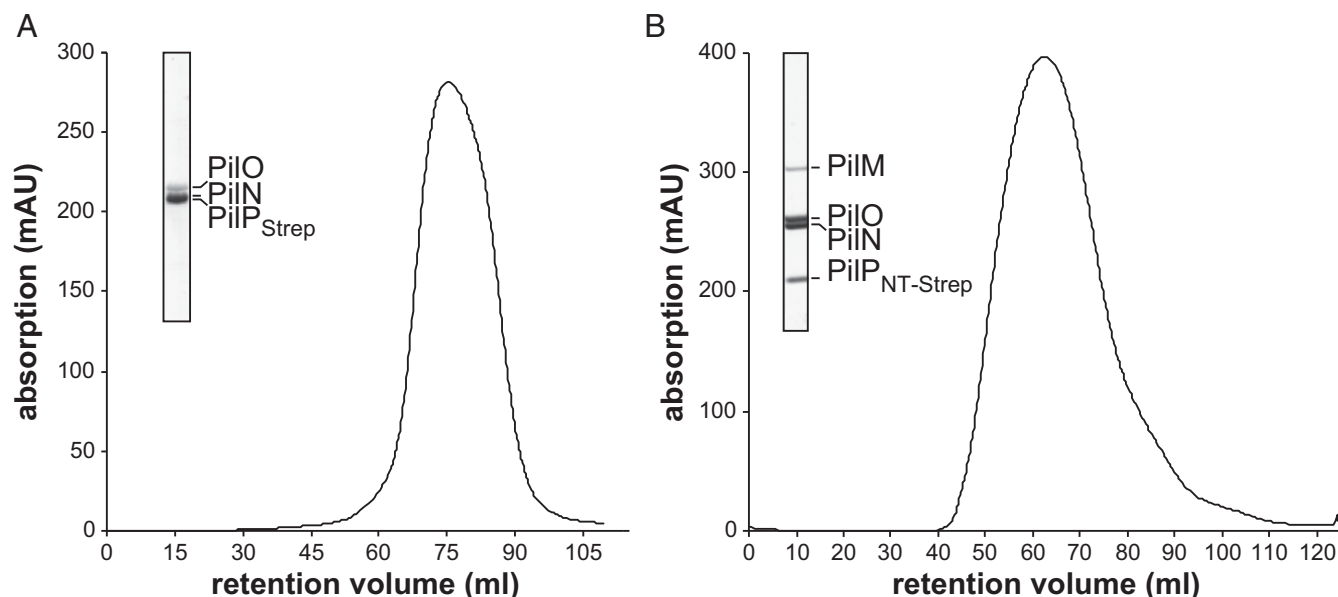 A
300
250
200
150
100
50
0
absorption (mAU)
PilO
PilN
PilP Strep
0 15 30 45 60 75 90 105
retention volume (ml)
B
400
300
200
100
0
absorption (mAU)
PilM
PilO
PilN
PilP NT-Strep
0 10 20 30 40 50 60 70 80 90 100 110 120
retention volume (ml)